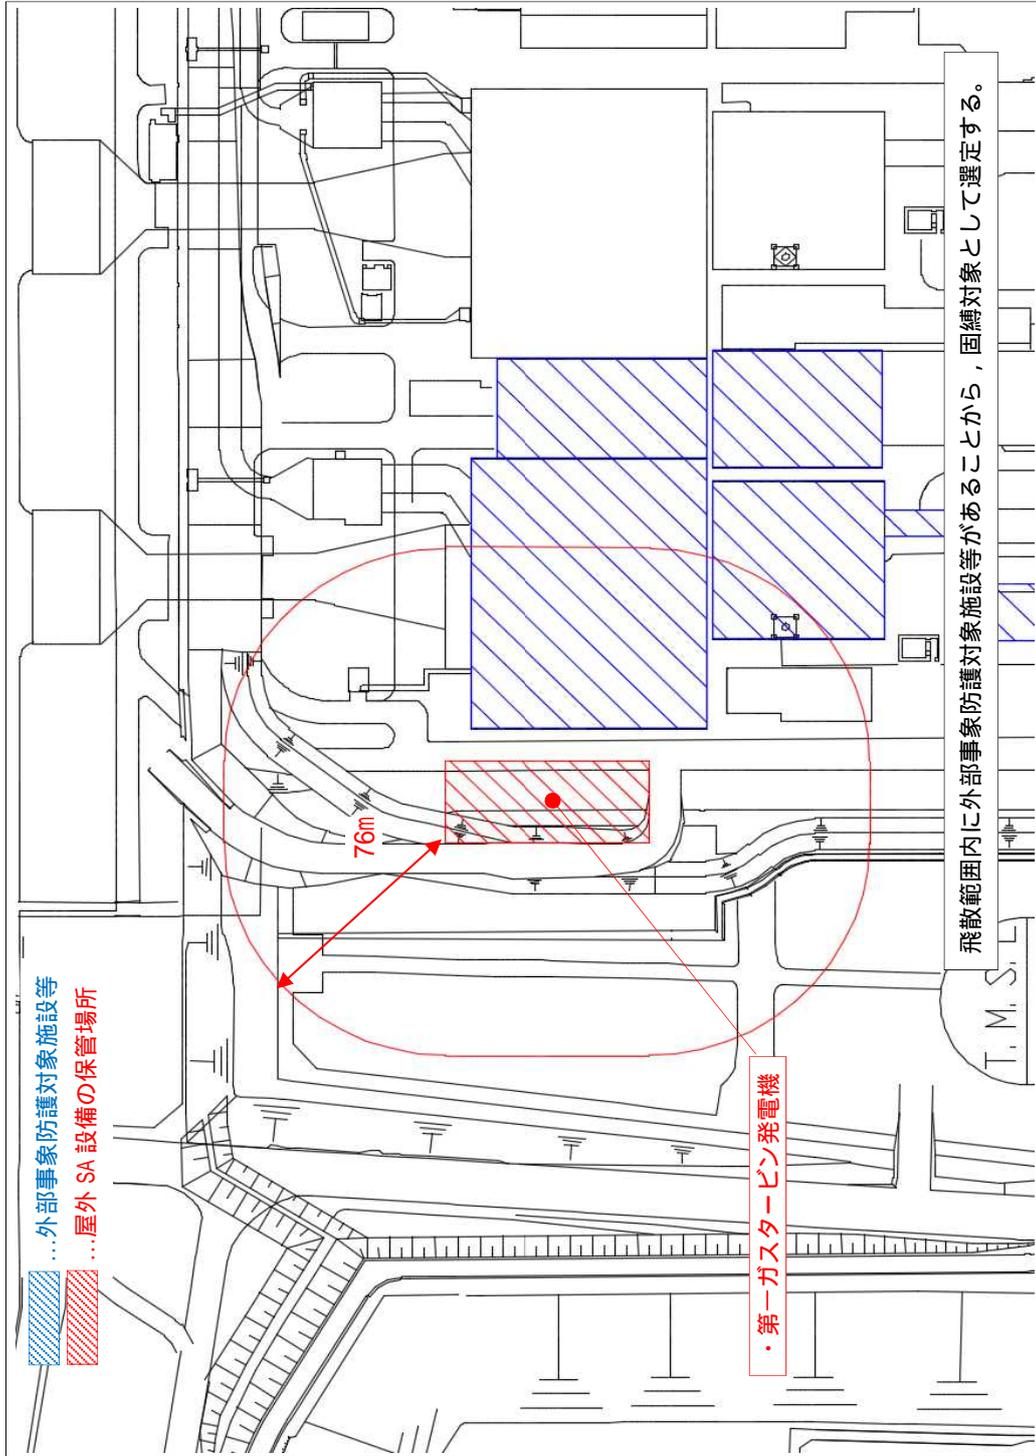 …外部事象防護対象施設等
…屋外 SA 設備の保管場所
76m
・第一ガスタービン発電機
飛散範囲内に外部事象防護対象施設等があることから，固縛対象として選定する。
T. M. S. L